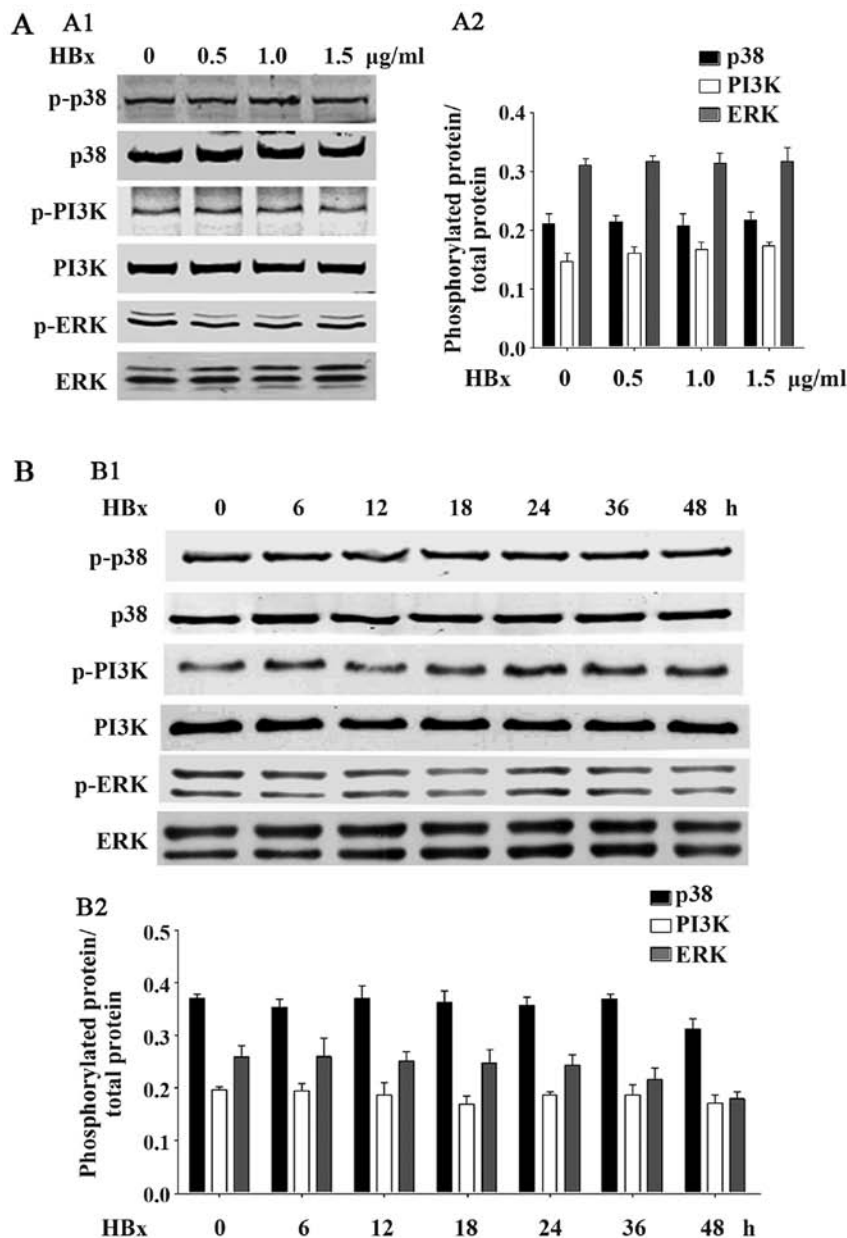 A A1
HBx 0 0.5 1.0 1.5 μg/ml
p-p38
p38
p-PI3K
PI3K
p-ERK
ERK
A2
p38
PI3K
ERK
Phosphorylated protein/
total protein
0.4
0.3
0.2
0.1
0.0
HBx 0 0.5 1.0 1.5 μg/ml
B B1
HBx 0 6 12 18 24 36 48 h
p-p38
p38
p-PI3K
PI3K
p-ERK
ERK
B2
p38
PI3K
ERK
Phosphorylated protein/
total protein
0.5
0.4
0.3
0.2
0.1
0.0
HBx 0 6 12 18 24 36 48 h